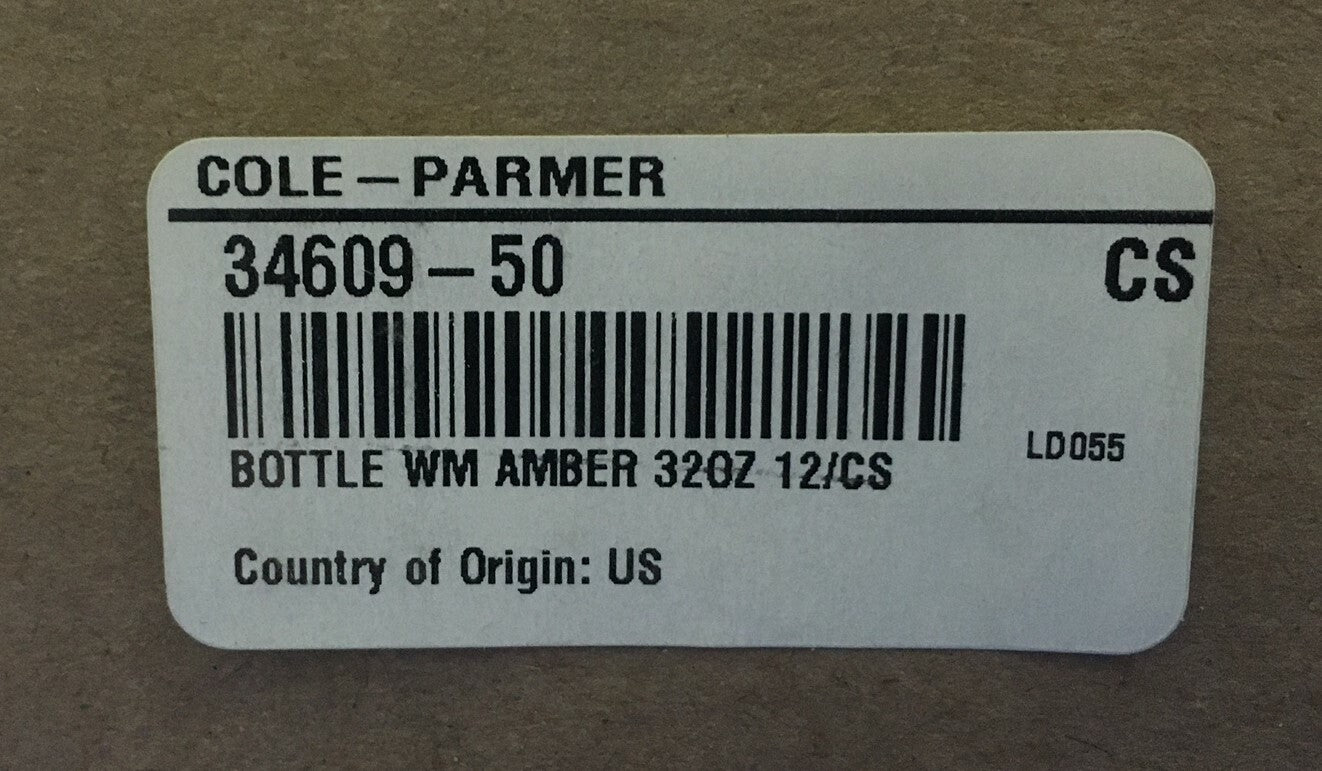 COLE-PARMER
34609-50 CS
LD055
BOTTLE WM AMBER 32OZ 12/CS
Country of Origin: US